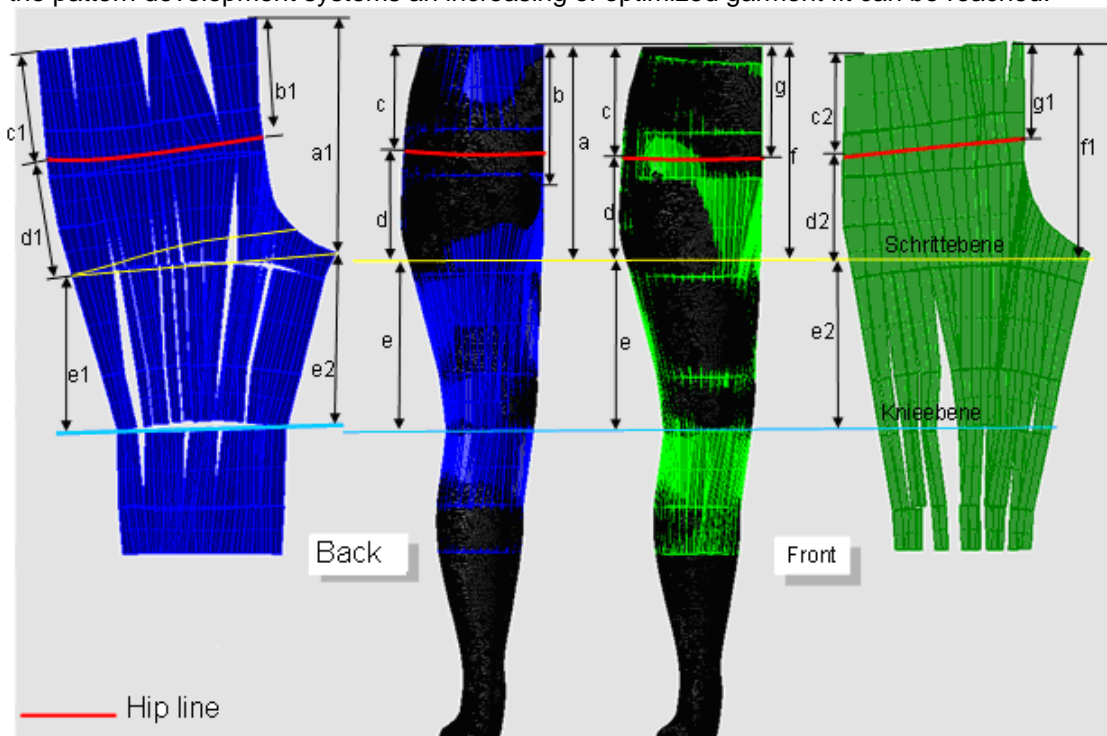 the pattern development systems an increasing or optimized garment fit can be reached.
c1
b1
a1
d1
e1
e2
c
b
a
d
e
c
g
f
d
e
c2
g1
f1
d2
e2
Schrittebene
Knieebene
Back
Front
Hip line